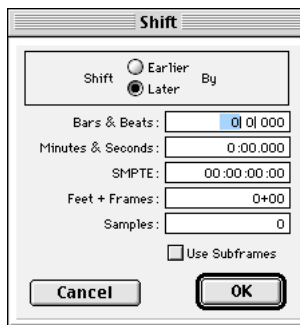 Shift
Earlier
Shift By
Later
Bars & Beats: 0| 0| 000
Minutes & Seconds: 0:00.000
SMPTE: 00:00:00:00
Feet + Frames: 0+00
Samples: 0
Use Subframes
Cancel OK